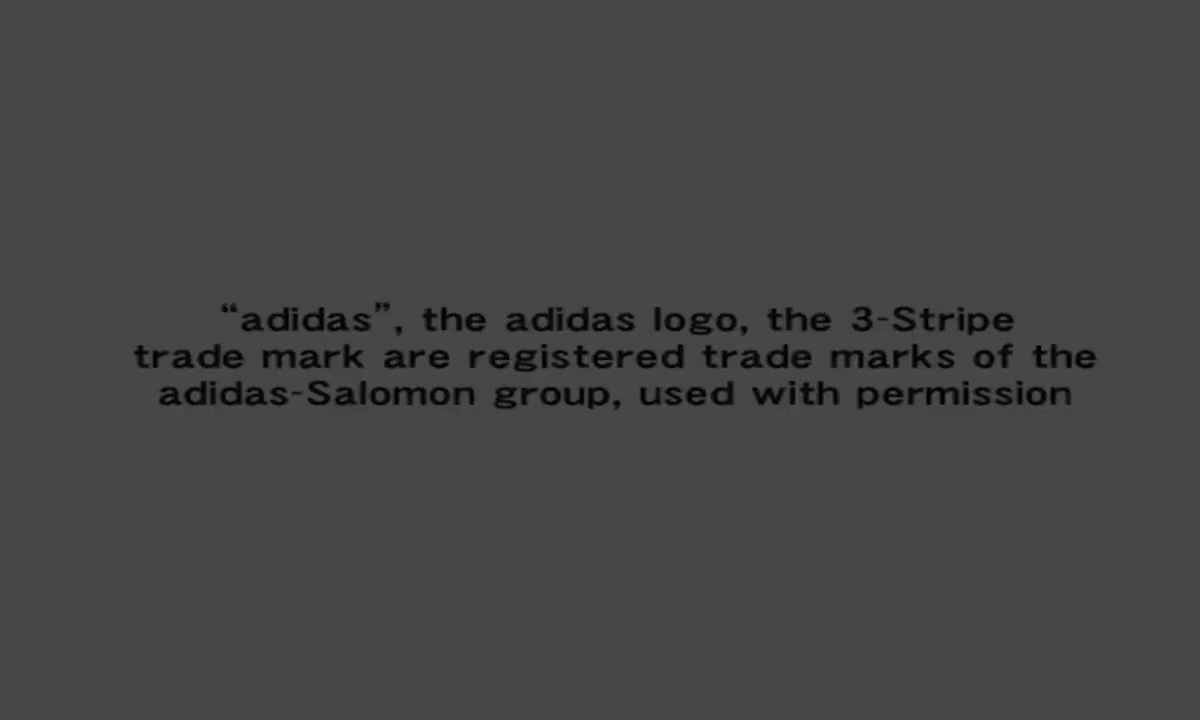 “adidas”, the adidas logo, the 3-Stripe
trade mark are registered trade marks of the
adidas-Salomon group, used with permission